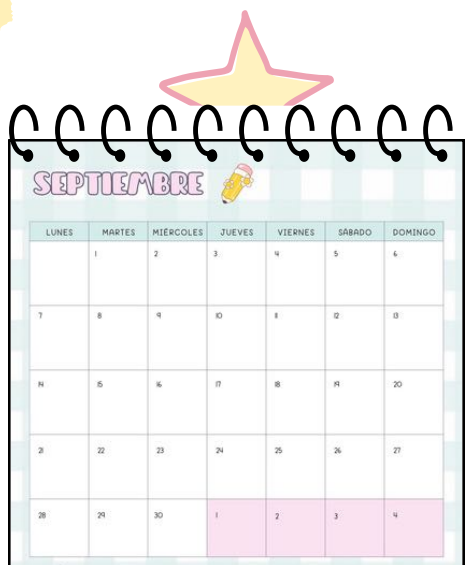 SEPTIEMBRE
LUNES MARTES MIÉRCOLES JUEVES VIERNES SÁBADO DOMINGO
1 2 3 4 5 6
7 8 9 10 11 12 13
14 15 16 17 18 19 20
21 22 23 24 25 26 27
28 29 30 1 2 3 4